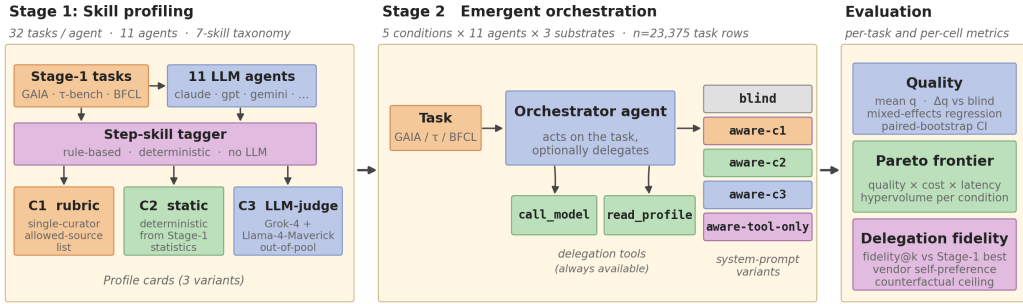 Stage 1: Skill profiling
32 tasks / agent · 11 agents · 7-skill taxonomy
Stage-1 tasks
GAIA · τ-bench · BFCL
11 LLM agents
claude · gpt · gemini · ...
Step-skill tagger
rule-based · deterministic · no LLM
C1 rubric
single-curator
allowed-source
list
C2 static
deterministic
from Stage-1
statistics
C3 LLM-judge
Grok-4 +
Llama-4-Maverick
out-of-pool
Profile cards (3 variants)
Stage 2 Emergent orchestration
5 conditions × 11 agents × 3 substrates · n=23,375 task rows
Task
GAIA / τ / BFCL
Orchestrator agent
acts on the task,
optionally delegates
call_model
read_profile
delegation tools
(always available)
blind
aware-c1
aware-c2
aware-c3
aware-tool-only
system-prompt
variants
Evaluation
per-task and per-cell metrics
Quality
mean q · Δq vs blind
mixed-effects regression
paired-bootstrap CI
Pareto frontier
quality × cost × latency
hypervolume per condition
Delegation fidelity
fidelity@k vs Stage-1 best
vendor self-preference
counterfactual ceiling